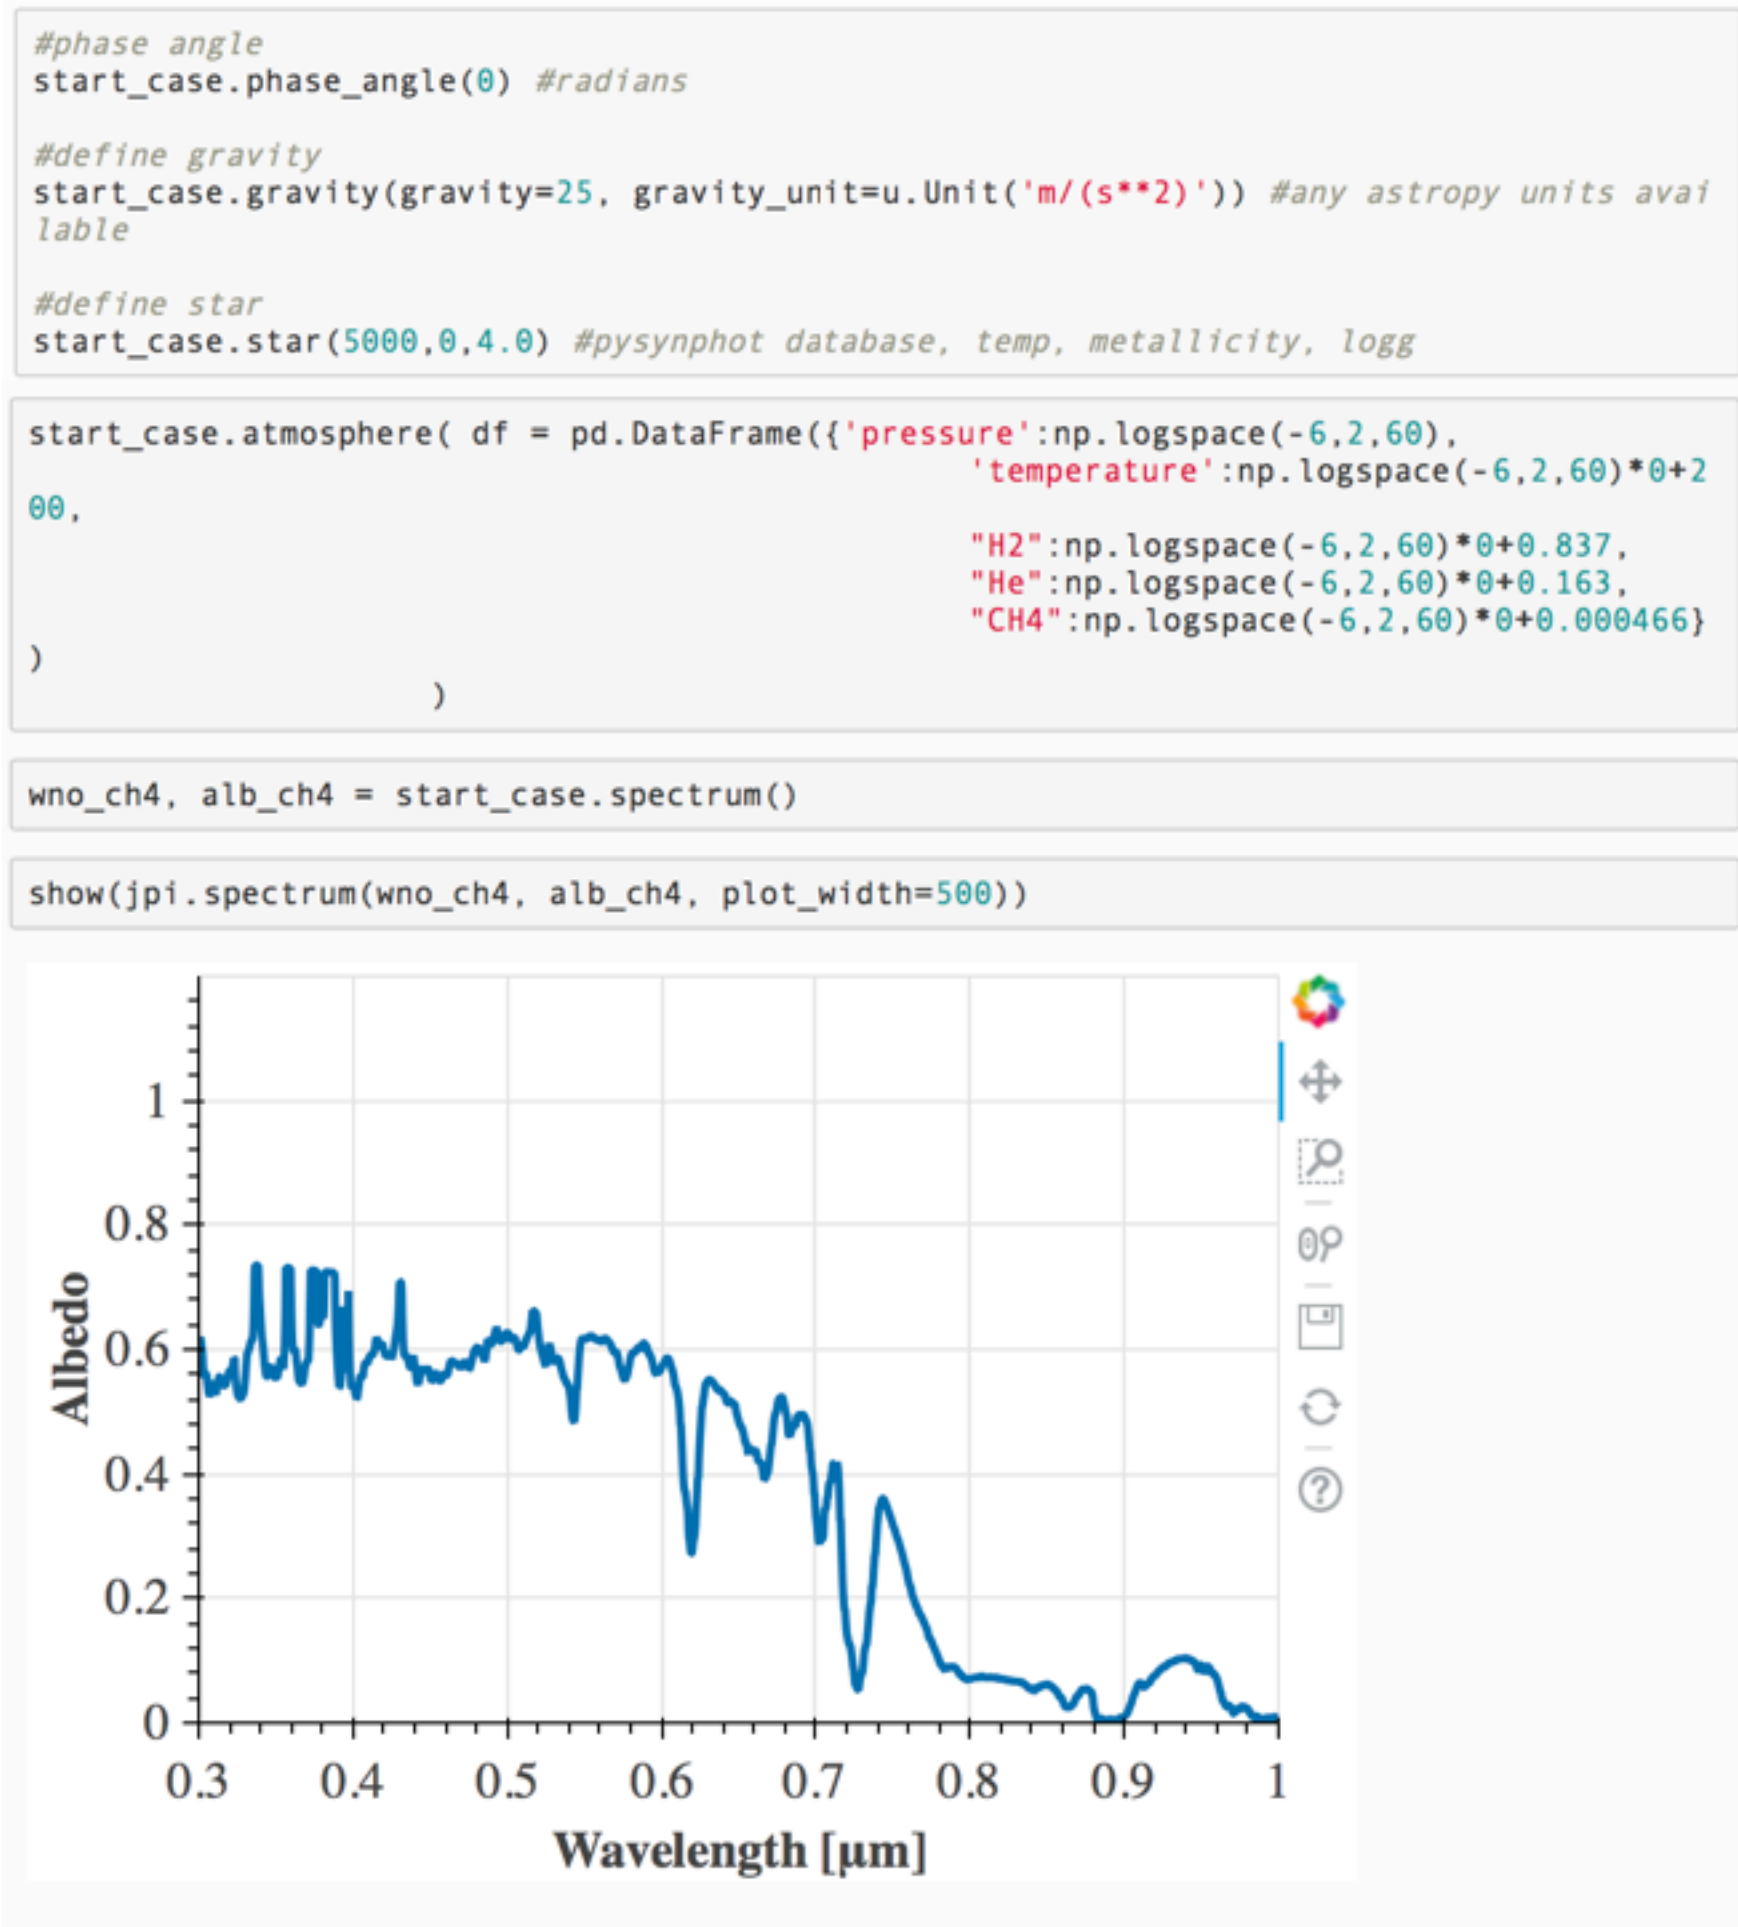 #phase angle
start_case.phase_angle(0) #radians
#define gravity
start_case.gravity(gravity=25, gravity_unit=u.Unit('m/(s**2)')) #any astropy units avai
lable
#define star
start_case.star(5000,0,4.0) #pysynphot database, temp, metallicity, logg
start_case.atmosphere( df = pd.DataFrame({'pressure':np.logspace(-6,2,60),
'temperature':np.logspace(-6,2,60)*0+2
00,
"H2":np.logspace(-6,2,60)*0+0.837,
"He":np.logspace(-6,2,60)*0+0.163,
"CH4":np.logspace(-6,2,60)*0+0.000466}
)
)
wno_ch4, alb_ch4 = start_case.spectrum()
show(jpi.spectrum(wno_ch4, alb_ch4, plot_width=500))
1
0.8
0.6
0.4
0.2
0
Albedo
0.3 0.4 0.5 0.6 0.7 0.8 0.9 1
Wavelength [μm]